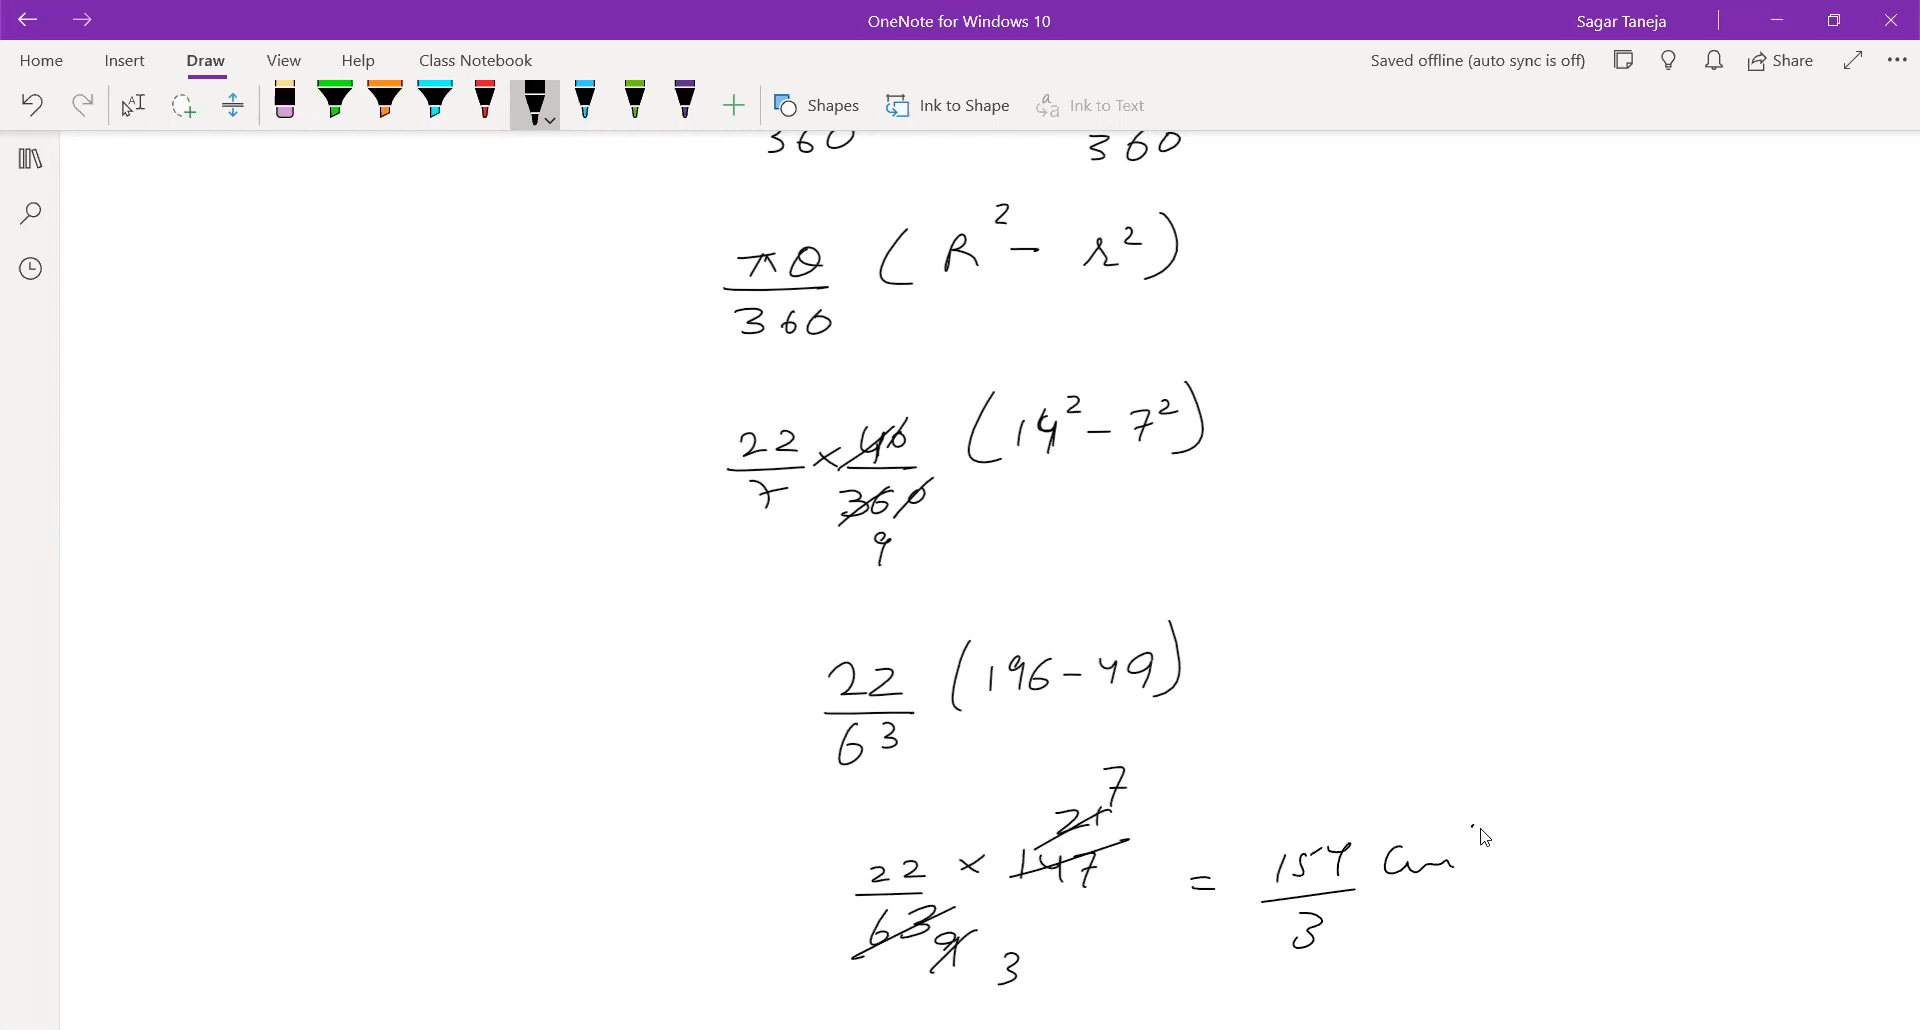 OneNote for Windows 10
Sagar Taneja
Home Insert Draw View Help Class Notebook
Saved offline (auto sync is off) Share
Shapes Ink to Shape Ink to Text
360 360
πθ/360 (R² - r²)
22/7 × 40/360 (14² - 7²)
9
22/63 (196 - 49)
7
21
22/63 × 147 = 154/3 cm
9 3